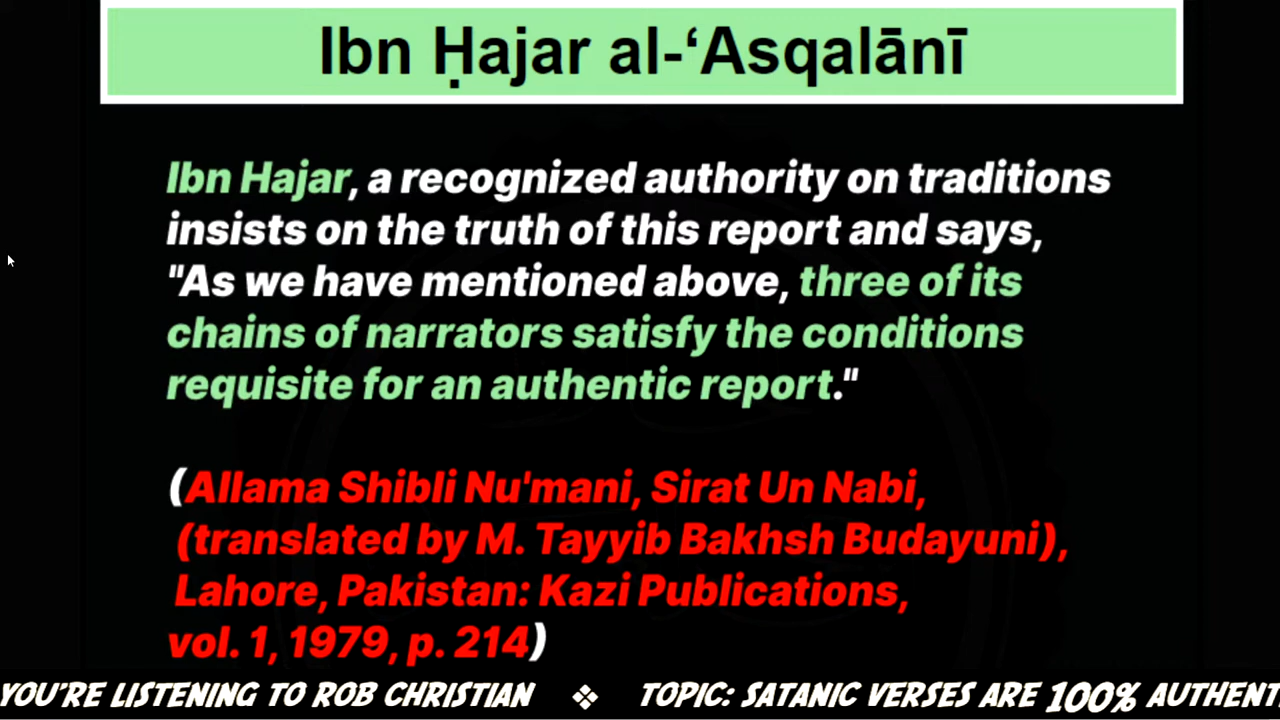 Ibn Ḥajar al-‘Asqalānī
Ibn Hajar, a recognized authority on traditions
insists on the truth of this report and says,
"As we have mentioned above, three of its
chains of narrators satisfy the conditions
requisite for an authentic report."
(Allama Shibli Nu'mani, Sirat Un Nabi,
(translated by M. Tayyib Bakhsh Budayuni),
Lahore, Pakistan: Kazi Publications,
vol. 1, 1979, p. 214)
YOU'RE LISTENING TO ROB CHRISTIAN ❖ TOPIC: SATANIC VERSES ARE 100% AUTHENT